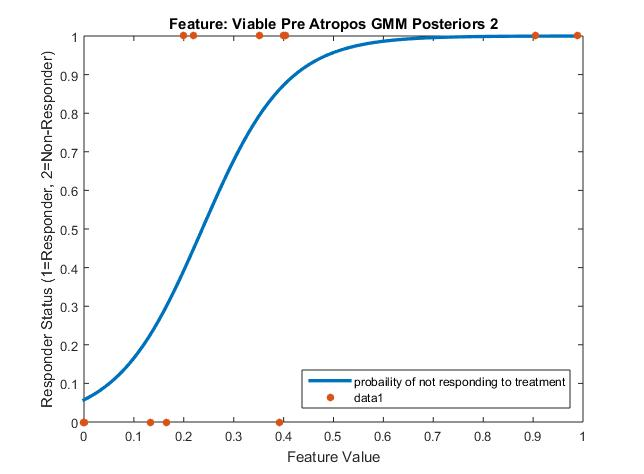 Feature: Viable Pre Atropos GMM Posteriors 2
Responder Status (1=Responder, 2=Non-Responder)
1
0.9
0.8
0.7
0.6
0.5
0.4
0.3
0.2
0.1
0
probaility of not responding to treatment
data1
0 0.1 0.2 0.3 0.4 0.5 0.6 0.7 0.8 0.9 1
Feature Value